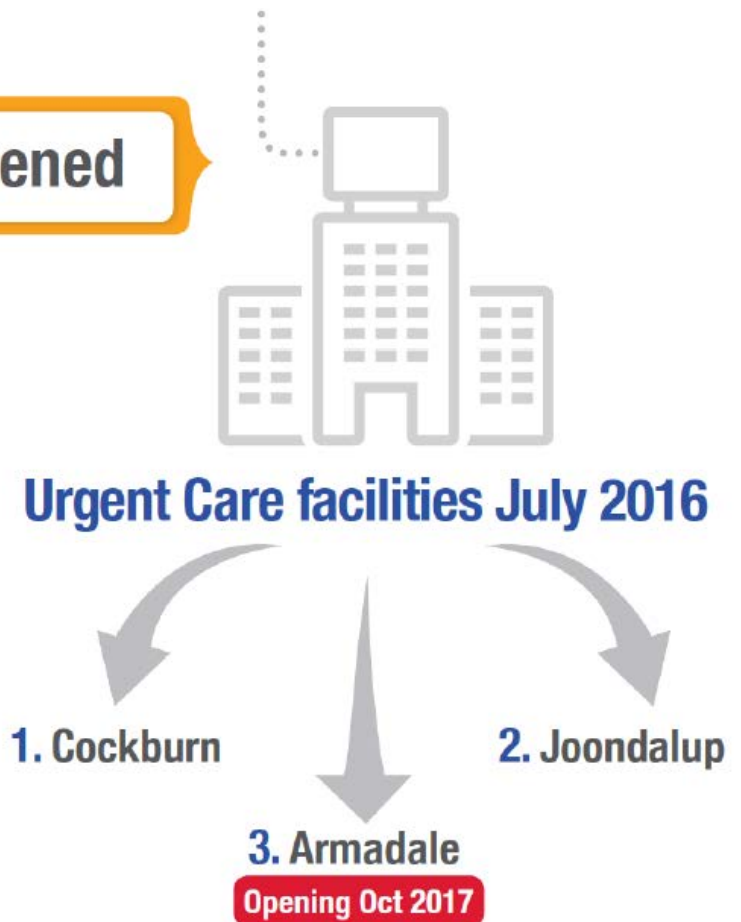 ened
Urgent Care facilities July 2016
1. Cockburn
2. Joondalup
3. Armadale
Opening Oct 2017